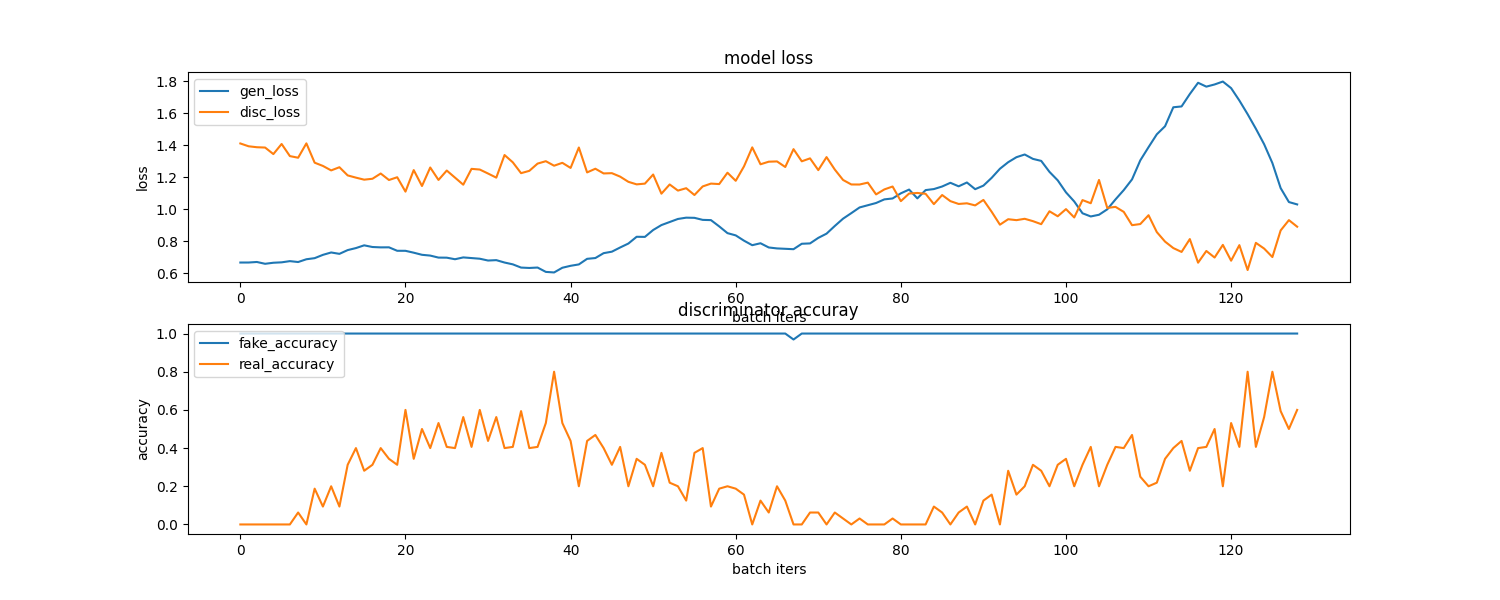 model loss
gen_loss
disc_loss
loss
1.8
1.6
1.4
1.2
1.0
0.8
0.6
0 20 40 60 80 100 120
batch iters
discriminator accuray
fake_accuracy
real_accuracy
accuracy
1.0
0.8
0.6
0.4
0.2
0.0
0 20 40 60 80 100 120
batch iters